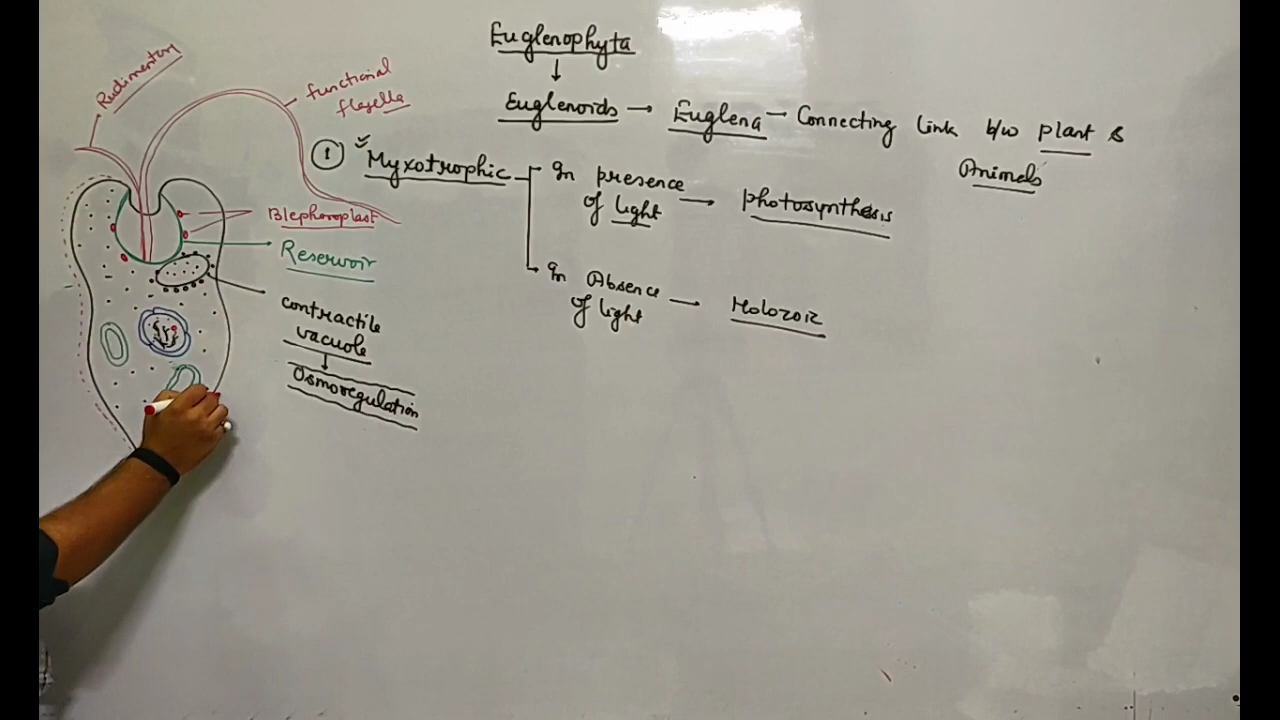 Euglenophyta
↓
Euglenoids → Euglena — Connecting link b/w plant &
Animals
① ✓ Myxotrophic
In presence
of light → Photosynthesis
In Absence
of light → Holozoic
Rudimentary
functional
flagella
Blepheroplast
Reservoir
Contractile
vacuole
↓
Osmoregulation